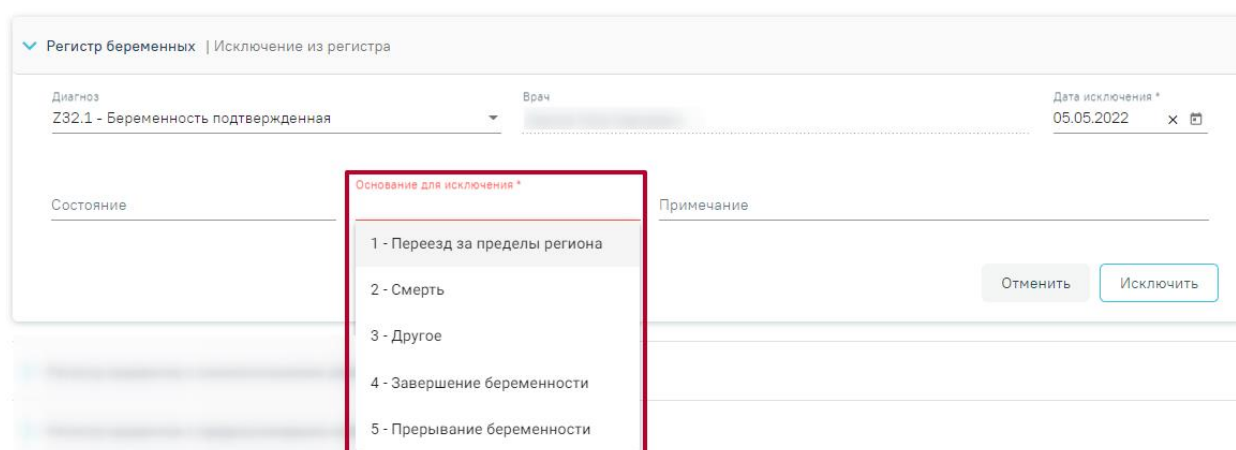 Регистр беременных | Исключение из регистра
Диагноз
Врач
Дата исключения *
Z32.1 - Беременность подтвержденная
05.05.2022
Основание для исключения *
Состояние
Примечание
1 - Переезд за пределы региона
2 - Смерть
Отменить
Исключить
3 - Другое
4 - Завершение беременности
5 - Прерывание беременности